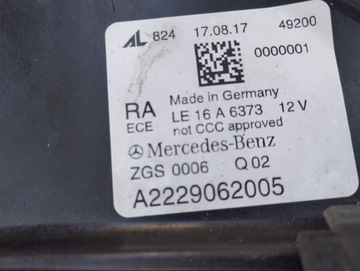 AL 824 17.08.17 49200
0000001
Made in Germany
RA LE 16 A 6373 12 V
ECE not CCC approved
Mercedes-Benz
ZGS 0006 Q 02
A2229062005